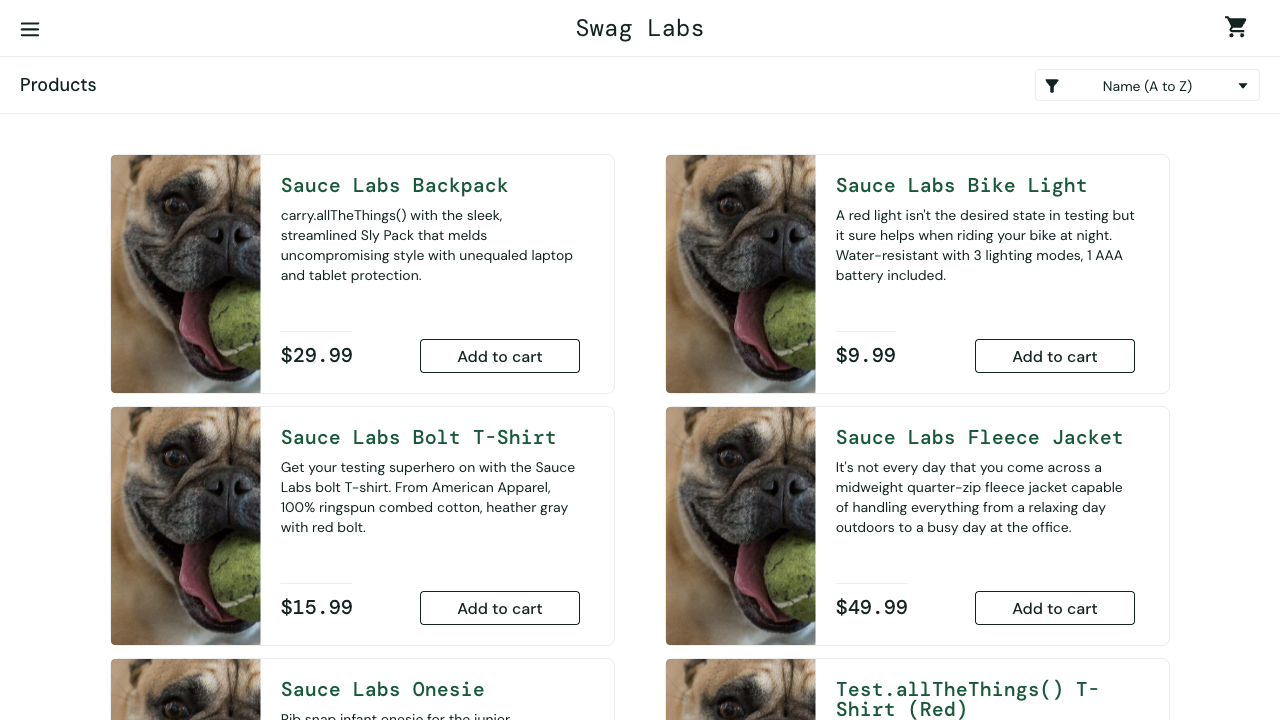 Swag Labs
Products
Name (A to Z)
Sauce Labs Backpack
carry.allTheThings() with the sleek,
streamlined Sly Pack that melds
uncompromising style with unequaled laptop
and tablet protection.
$29.99
Add to cart
Sauce Labs Bike Light
A red light isn't the desired state in testing but
it sure helps when riding your bike at night.
Water-resistant with 3 lighting modes, 1 AAA
battery included.
$9.99
Add to cart
Sauce Labs Bolt T-Shirt
Get your testing superhero on with the Sauce
Labs bolt T-shirt. From American Apparel,
100% ringspun combed cotton, heather gray
with red bolt.
$15.99
Add to cart
Sauce Labs Fleece Jacket
It's not every day that you come across a
midweight quarter-zip fleece jacket capable
of handling everything from a relaxing day
outdoors to a busy day at the office.
$49.99
Add to cart
Sauce Labs Onesie
Rib snap infant onesie for the junior
Test.allTheThings() T-
Shirt (Red)